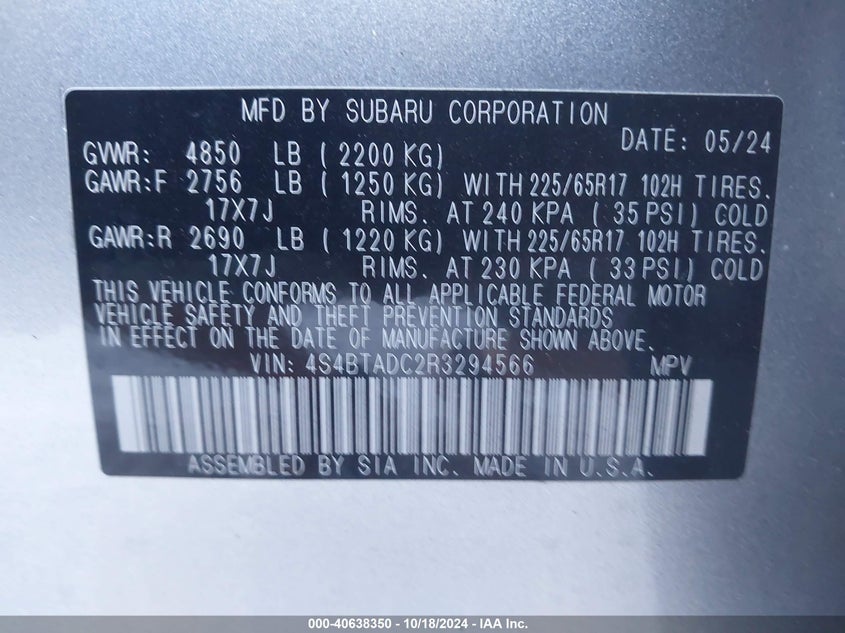 MFD BY SUBARU CORPORATION
DATE: 05/24
GVWR: 4850 LB ( 2200 KG)
GAWR:F 2756 LB ( 1250 KG) WITH 225/65R17 102H TIRES.
17X7J RIMS. AT 240 KPA ( 35 PSI) COLD
GAWR:R 2690 LB ( 1220 KG) WITH 225/65R17 102H TIRES.
17X7J RIMS. AT 230 KPA ( 33 PSI) COLD
THIS VEHICLE CONFORMS TO ALL APPLICABLE FEDERAL MOTOR
VEHICLE SAFETY AND THEFT PREVENTION STANDARDS
IN EFFECT ON THE DATE OF MANUFACTURE SHOWN ABOVE.
VIN: 4S4BTADC2R3294566 MPV
ASSEMBLED BY SIA INC. MADE IN U.S.A.
000-40638350 - 10/18/2024 - IAA Inc.